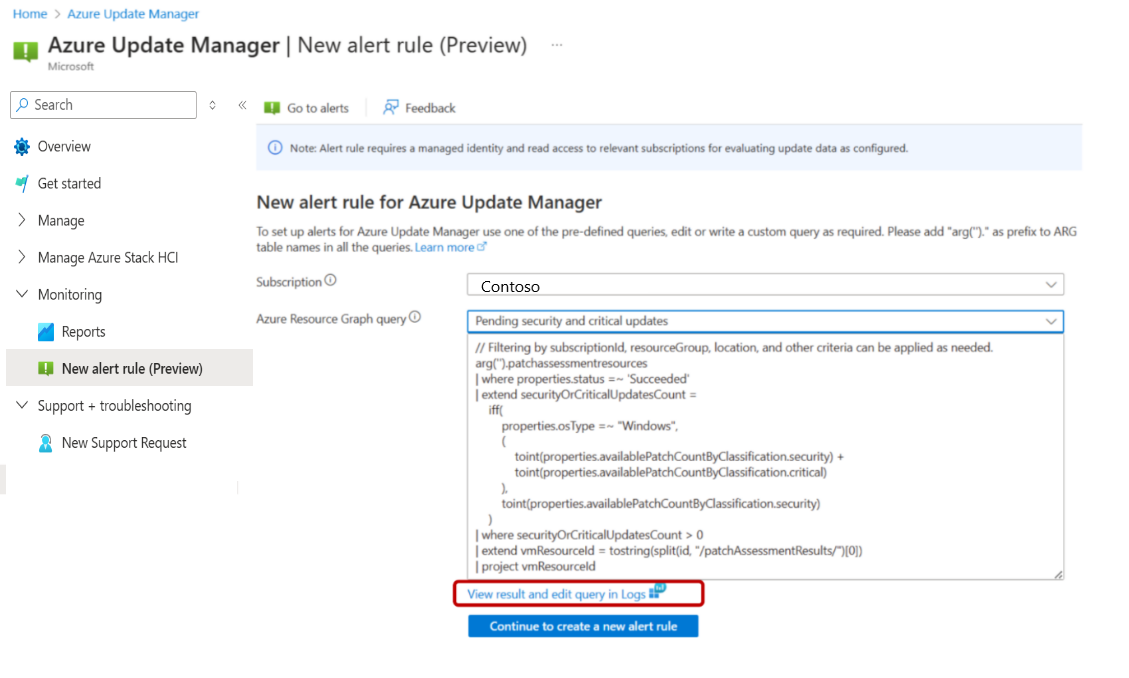 Home > Azure Update Manager
Azure Update Manager | New alert rule (Preview) ...
Microsoft
Search
Overview
Get started
Manage
Manage Azure Stack HCI
Monitoring
Reports
New alert rule (Preview)
Support + troubleshooting
New Support Request
Go to alerts
Feedback
Note: Alert rule requires a managed identity and read access to relevant subscriptions for evaluating update data as configured.
New alert rule for Azure Update Manager
To set up alerts for Azure Update Manager use one of the pre-defined queries, edit or write a custom query as required. Please add "arg('')." as prefix to ARG
table names in all the queries. Learn more
Subscription
Contoso
Azure Resource Graph query
Pending security and critical updates
// Filtering by subscriptionId, resourceGroup, location, and other criteria can be applied as needed.
arg('').patchassessmentresources
| where properties.status =~ 'Succeeded'
| extend securityOrCriticalUpdatesCount =
iff(
properties.osType =~ "Windows",
(
toint(properties.availablePatchCountByClassification.security) +
toint(properties.availablePatchCountByClassification.critical)
),
toint(properties.availablePatchCountByClassification.security)
)
| where securityOrCriticalUpdatesCount > 0
| extend vmResourceId = tostring(split(id, "/patchAssessmentResults/")[0])
| project vmResourceId
View result and edit query in Logs
Continue to create a new alert rule